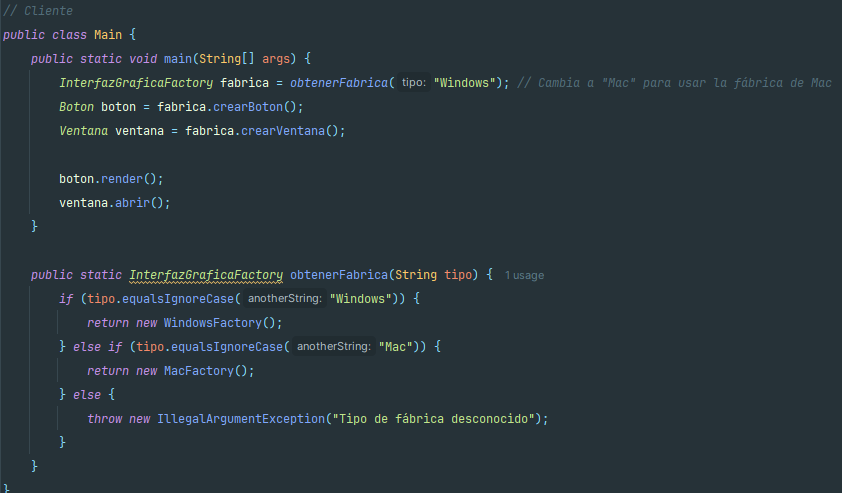 // Cliente
public class Main {
public static void main(String[] args) {
InterfazGraficaFactory fabrica = obtenerFabrica( tipo: "Windows"); // Cambia a "Mac" para usar la fábrica de Mac
Boton boton = fabrica.crearBoton();
Ventana ventana = fabrica.crearVentana();
boton.render();
ventana.abrir();
}
public static InterfazGraficaFactory obtenerFabrica(String tipo) { 1 usage
if (tipo.equalsIgnoreCase( anotherString: "Windows")) {
return new WindowsFactory();
} else if (tipo.equalsIgnoreCase( anotherString: "Mac")) {
return new MacFactory();
} else {
throw new IllegalArgumentException("Tipo de fábrica desconocido");
}
}
}